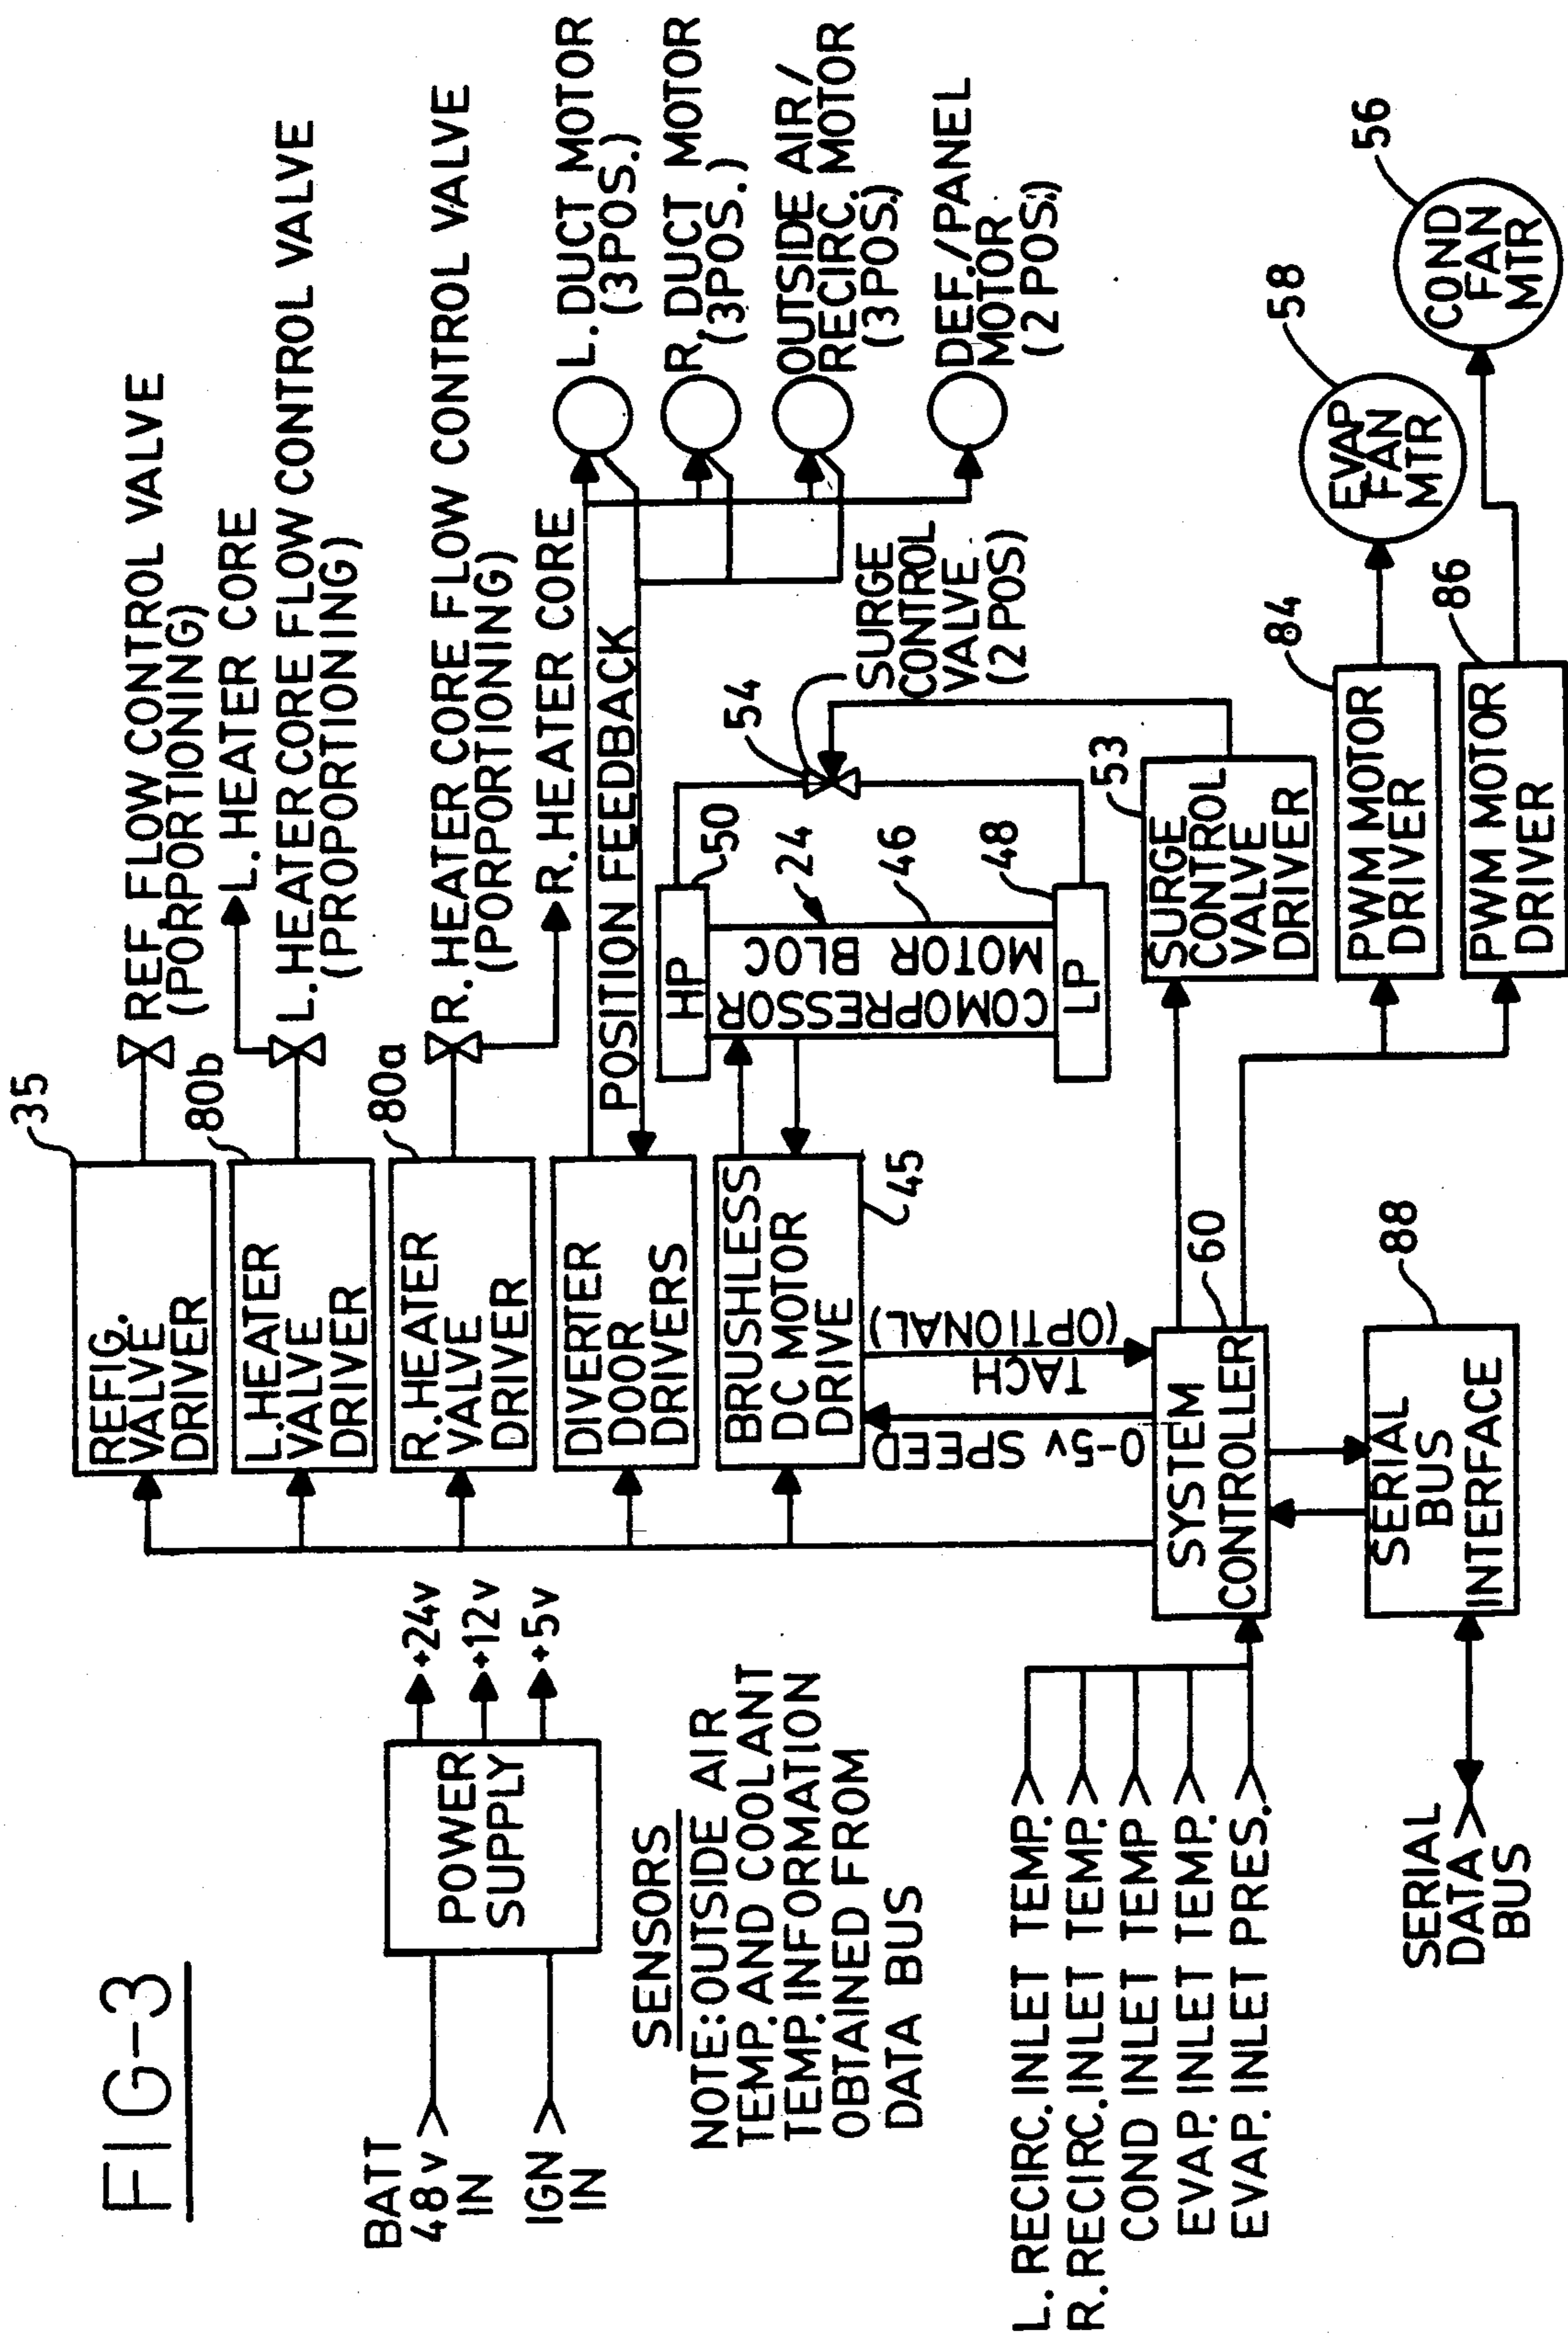 FIG-3
BATT
48v
IN
IGN
IN
POWER
SUPPLY
+24v
+12v
+5v
SENSORS
NOTE: OUTSIDE AIR
TEMP. AND COOLANT
TEMP. INFORMATION
OBTAINED FROM
DATA BUS
L. RECIRC. INLET TEMP.
R. RECIRC. INLET TEMP.
COND INLET TEMP
EVAP. INLET TEMP.
EVAP. INLET PRES.
SERIAL
DATA
BUS
REFIG.
VALVE
DRIVER
35
REF. FLOW CONTROL VALVE
(PORPORTIONING)
L. HEATER
VALVE
DRIVER
80b
L. HEATER CORE
L. HEATER CORE FLOW CONTROL VALVE
(PROPORTIONING)
R. HEATER
VALVE
DRIVER
80a
R. HEATER CORE FLOW CONTROL VALVE
(PORPORTIONING)
R. HEATER CORE
DIVERTER
DOOR
DRIVERS
POSITION FEEDBACK
L. DUCT MOTOR
(3POS.)
R. DUCT MOTOR
(3POS.)
OUTSIDE AIR/
RECIRC. MOTOR
(3POS.)
DEF./PANEL
MOTOR
(2 POS.)
BRUSHLESS
DC MOTOR
DRIVE
45
HP
50
COMOPRESSOR
MOTOR BLOC
24
46
LP
48
54
SURGE
CONTROL
VALVE
(2 POS)
0-5v SPEED
TACH
(OPTIONAL)
SYSTEM
CONTROLLER
60
SERIAL
BUS
INTERFACE
88
SURGE
CONTROL
VALVE
DRIVER
53
PWM MOTOR
DRIVER
84
EVAP
FAN
MTR
58
PWM MOTOR
DRIVER
86
COND
FAN
MTR
56